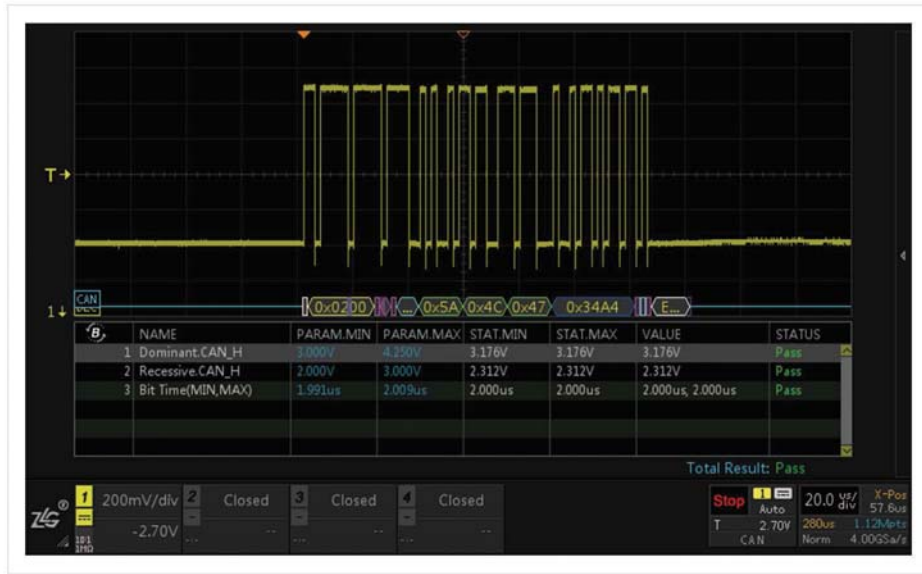 T
1
CAN
0x0200 ... 0x5A 0x4C 0x47 0x34A4 E...
B NAME PARAM.MIN PARAM.MAX STAT.MIN STAT.MAX VALUE STATUS
1 Dominant.CAN_H 3.000V 4.250V 3.176V 3.176V 3.176V Pass
2 Recessive.CAN_H 2.000V 3.000V 2.312V 2.312V 2.312V Pass
3 Bit Time(MIN,MAX) 1.991us 2.009us 2.000us 2.000us 2.000us, 2.000us Pass
Total Result: Pass
ZLG®
1 200mV/div 2 Closed 3 Closed 4 Closed
-2.70V -- -- --
1MΩ
Stop 1 Auto 20.0 us/div X-Pos 57.6us
T 2.70V 280us 1.12Mpts
CAN Norm 4.00GSa/s